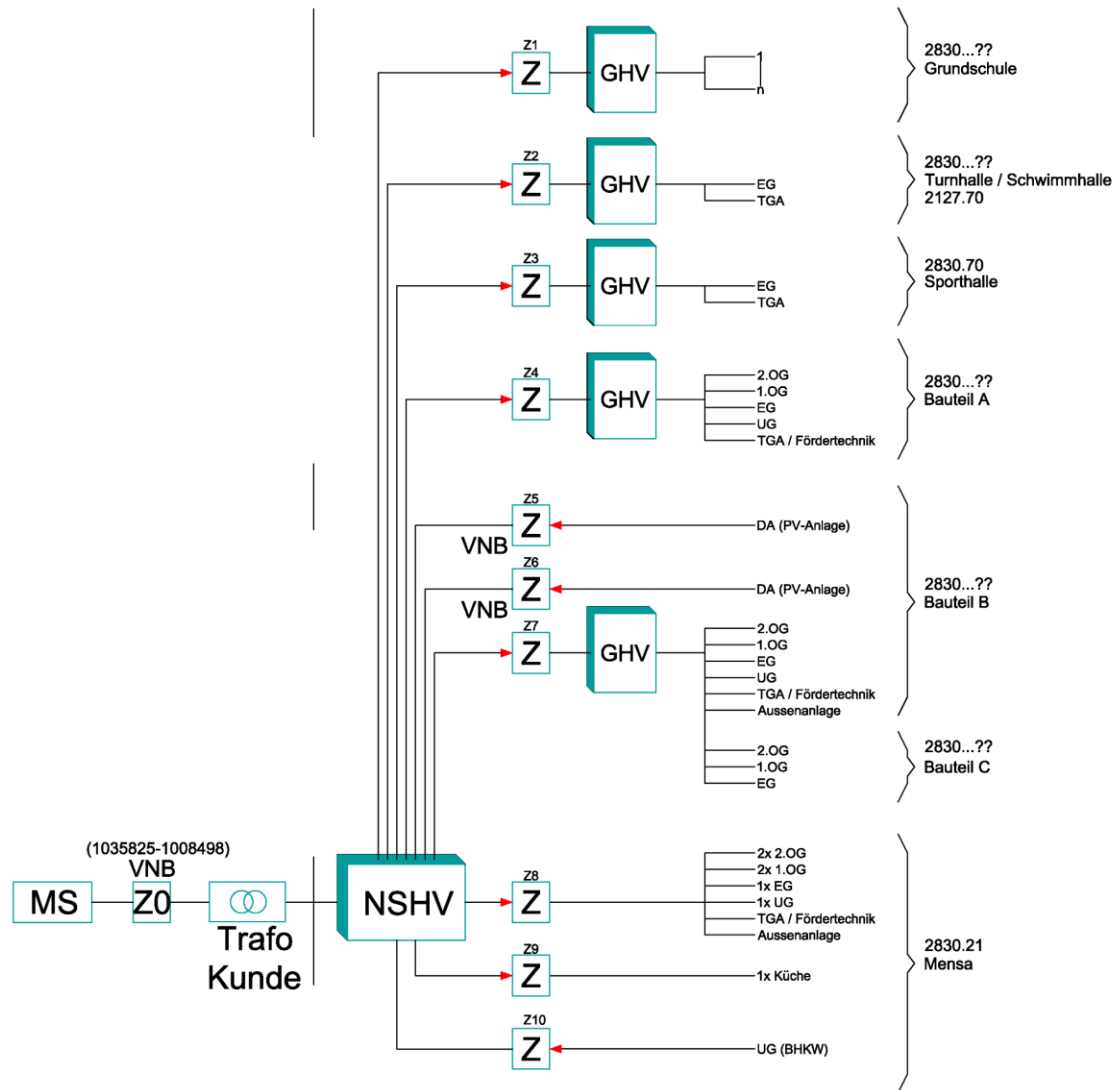 Z1
Z
GHV
1
n
2830...??
Grundschule
Z2
Z
GHV
EG
TGA
2830...??
Turnhalle / Schwimmhalle
2127.70
Z3
Z
GHV
EG
TGA
2830.70
Sporthalle
Z4
Z
GHV
2.OG
1.OG
EG
UG
TGA / Fördertechnik
2830...??
Bauteil A
Z5
Z
VNB
DA (PV-Anlage)
Z6
Z
VNB
DA (PV-Anlage)
2830...??
Bauteil B
Z7
Z
GHV
2.OG
1.OG
EG
UG
TGA / Fördertechnik
Aussenanlage
2.OG
1.OG
EG
2830...??
Bauteil C
(1035825-1008498)
VNB
MS
Z0
Trafo
Kunde
NSHV
Z8
Z
2x 2.OG
2x 1.OG
1x EG
1x UG
TGA / Fördertechnik
Aussenanlage
2830.21
Mensa
Z9
Z
1x Küche
Z10
Z
UG (BHKW)